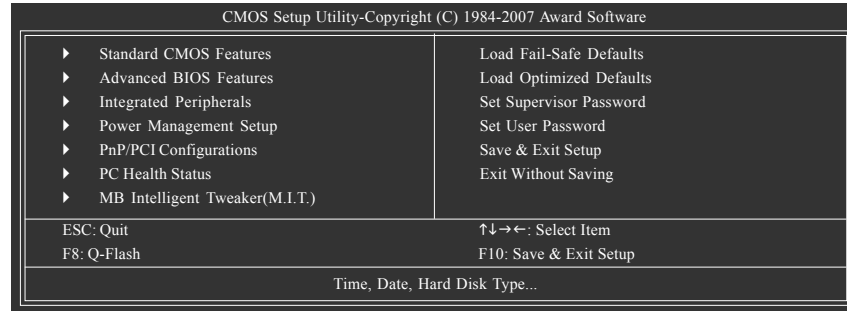 CMOS Setup Utility-Copyright (C) 1984-2007 Award Software
Standard CMOS Features
Advanced BIOS Features
Integrated Peripherals
Power Management Setup
PnP/PCI Configurations
PC Health Status
MB Intelligent Tweaker(M.I.T.)
Load Fail-Safe Defaults
Load Optimized Defaults
Set Supervisor Password
Set User Password
Save & Exit Setup
Exit Without Saving
ESC: Quit
F8: Q-Flash
↑↓→←: Select Item
F10: Save & Exit Setup
Time, Date, Hard Disk Type...